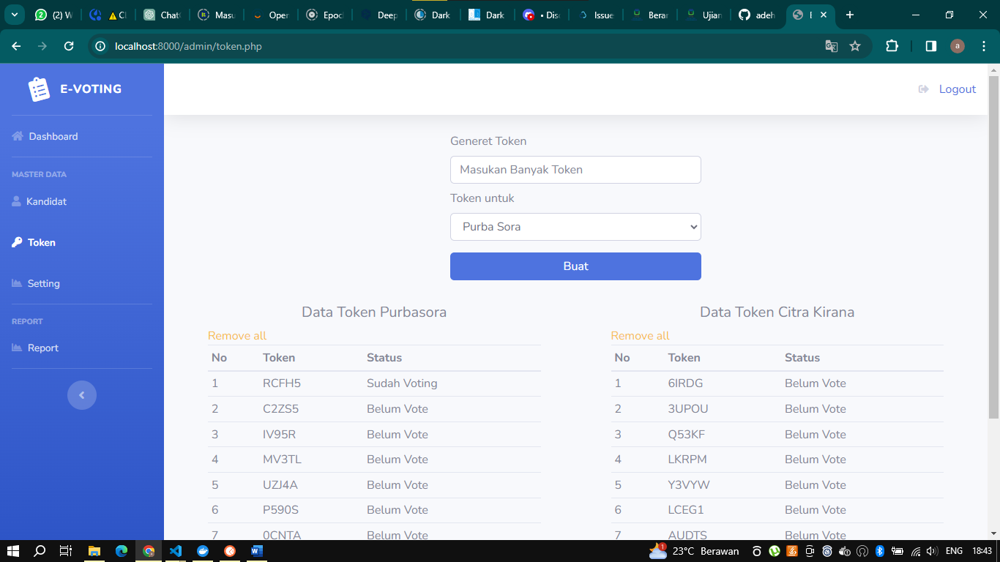 (2) W
Cl
Chat
Masu
Oper
Epoc
Deep
Dark
Dark
• Dis
Issue
Berar
Ujian
adeh
localhost:8000/admin/token.php
a
E-VOTING
Logout
Dashboard
MASTER DATA
Kandidat
Token
Setting
REPORT
Report
Generet Token
Masukan Banyak Token
Token untuk
Purba Sora
Buat
Data Token Purbasora
Remove all
No Token Status
1 RCFH5 Sudah Voting
2 C2ZS5 Belum Vote
3 IV95R Belum Vote
4 MV3TL Belum Vote
5 UZJ4A Belum Vote
6 P590S Belum Vote
7 0CNTA Belum Vote
Data Token Citra Kirana
Remove all
No Token Status
1 6IRDG Belum Vote
2 3UPOU Belum Vote
3 Q53KF Belum Vote
4 LKRPM Belum Vote
5 Y3VYW Belum Vote
6 LCEG1 Belum Vote
7 AUDTS Belum Vote
1
23°C Berawan
ENG
18:43